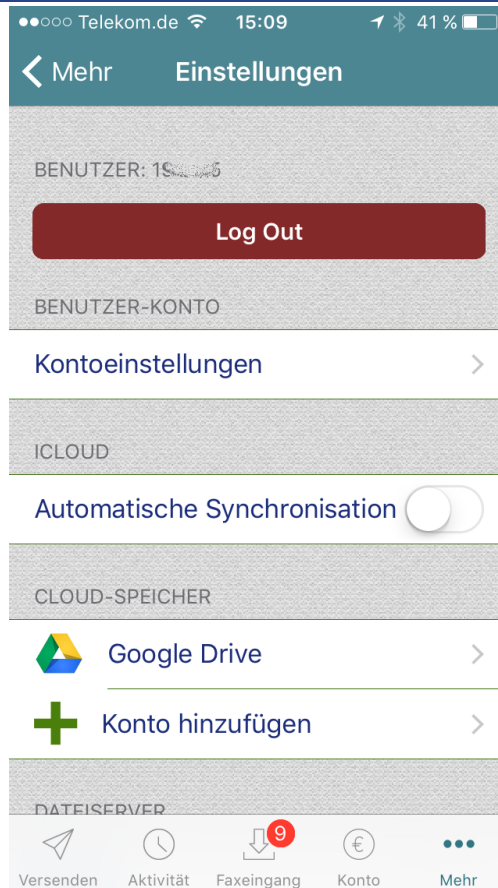 Telekom.de 15:09 41 %
Mehr Einstellungen
BENUTZER:
Log Out
BENUTZER-KONTO
Kontoeinstellungen
ICLOUD
Automatische Synchronisation
CLOUD-SPEICHER
Google Drive
Konto hinzufügen
DATEISERVER
9
Versenden Aktivität Faxeingang Konto Mehr